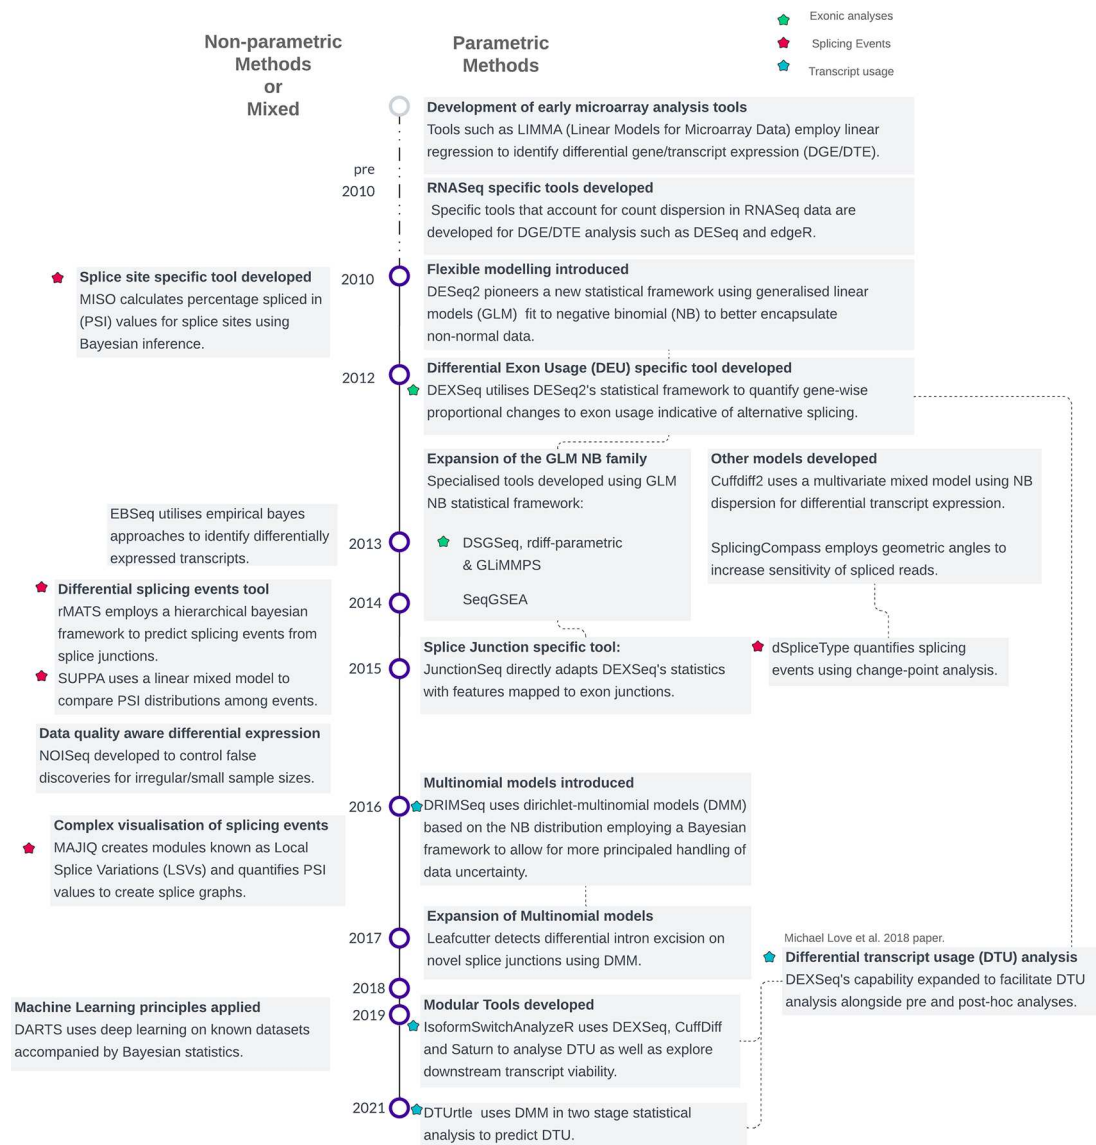 Exonic analyses
Splicing Events
Transcript usage
Non-parametric
Methods
or
Mixed
Parametric
Methods
Development of early microarray analysis tools
Tools such as LIMMA (Linear Models for Microarray Data) employ linear
regression to identify differential gene/transcript expression (DGE/DTE).
pre
2010
RNASeq specific tools developed
Specific tools that account for count dispersion in RNASeq data are
developed for DGE/DTE analysis such as DESeq and edgeR.
Splice site specific tool developed
MISO calculates percentage spliced in
(PSI) values for splice sites using
Bayesian inference.
2010
Flexible modelling introduced
DESeq2 pioneers a new statistical framework using generalised linear
models (GLM) fit to negative binomial (NB) to better encapsulate
non-normal data.
2012
Differential Exon Usage (DEU) specific tool developed
DEXSeq utilises DESeq2's statistical framework to quantify gene-wise
proportional changes to exon usage indicative of alternative splicing.
Expansion of the GLM NB family
Specialised tools developed using GLM
NB statistical framework:
DSGSeq, rdiff-parametric
& GLiMMPS
SeqGSEA
Other models developed
Cuffdiff2 uses a multivariate mixed model using NB
dispersion for differential transcript expression.
SplicingCompass employs geometric angles to
increase sensitivity of spliced reads.
EBSeq utilises empirical bayes
approaches to identify differentially
expressed transcripts.
2013
Differential splicing events tool
rMATS employs a hierarchical bayesian
framework to predict splicing events from
splice junctions.
SUPPA uses a linear mixed model to
compare PSI distributions among events.
2014
2015
Splice Junction specific tool:
JunctionSeq directly adapts DEXSeq's statistics
with features mapped to exon junctions.
dSpliceType quantifies splicing
events using change-point analysis.
Data quality aware differential expression
NOISeq developed to control false
discoveries for irregular/small sample sizes.
2016
Multinomial models introduced
DRIMSeq uses dirichlet-multinomial models (DMM)
based on the NB distribution employing a Bayesian
framework to allow for more principaled handling of
data uncertainty.
Complex visualisation of splicing events
MAJIQ creates modules known as Local
Splice Variations (LSVs) and quantifies PSI
values to create splice graphs.
2017
Expansion of Multinomial models
Leafcutter detects differential intron excision on
novel splice junctions using DMM.
Michael Love et al. 2018 paper.
Differential transcript usage (DTU) analysis
DEXSeq's capability expanded to facilitate DTU
analysis alongside pre and post-hoc analyses.
2018
2019
Machine Learning principles applied
DARTS uses deep learning on known datasets
accompanied by Bayesian statistics.
Modular Tools developed
IsoformSwitchAnalyzeR uses DEXSeq, CuffDiff
and Saturn to analyse DTU as well as explore
downstream transcript viability.
2021
DTUrtle uses DMM in two stage statistical
analysis to predict DTU.